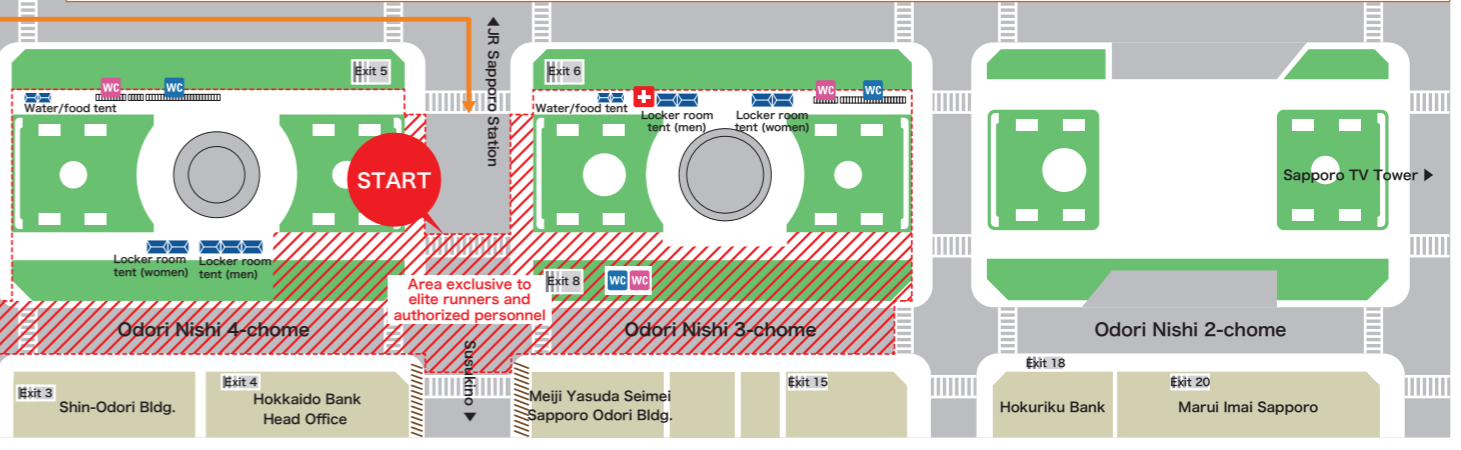 ◀JR Sapporo Station
Exit 5
WC
WC
Water/food tent
Exit 6
WC
WC
Water/food tent
Locker room
tent (men)
Locker room
tent (women)
START
Sapporo TV Tower ▶
Locker room
tent (women)
Locker room
tent (men)
Area exclusive to
elite runners and
authorized personnel
Exit 8
WC
WC
Odori Nishi 4-chome
Odori Nishi 3-chome
Odori Nishi 2-chome
Susukino ▶
Exit 3
Shin-Odori Bldg.
Exit 4
Hokkaido Bank
Head Office
Meiji Yasuda Seimei
Sapporo Odori Bldg.
Exit 15
Exit 18
Hokuriku Bank
Exit 20
Marui Imai Sapporo